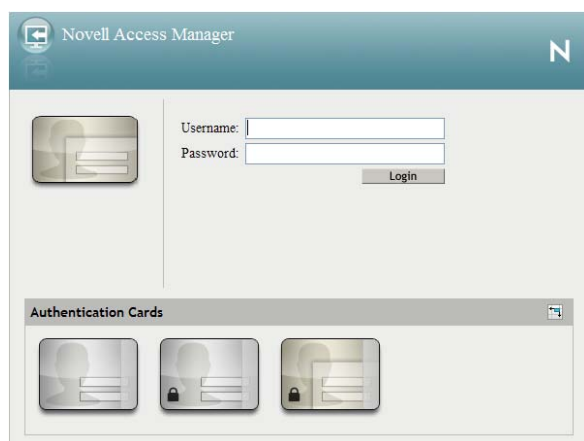 Novell Access Manager
N
Username:
Password:
Login
Authentication Cards